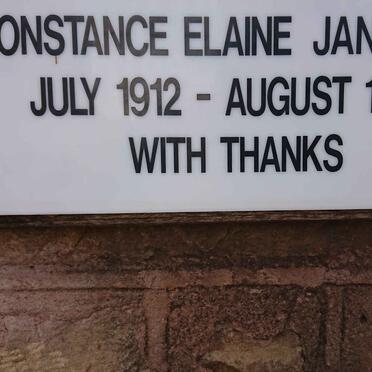 ONSTANCE ELAINE JAN
JULY 1912 - AUGUST 1
WITH THANKS